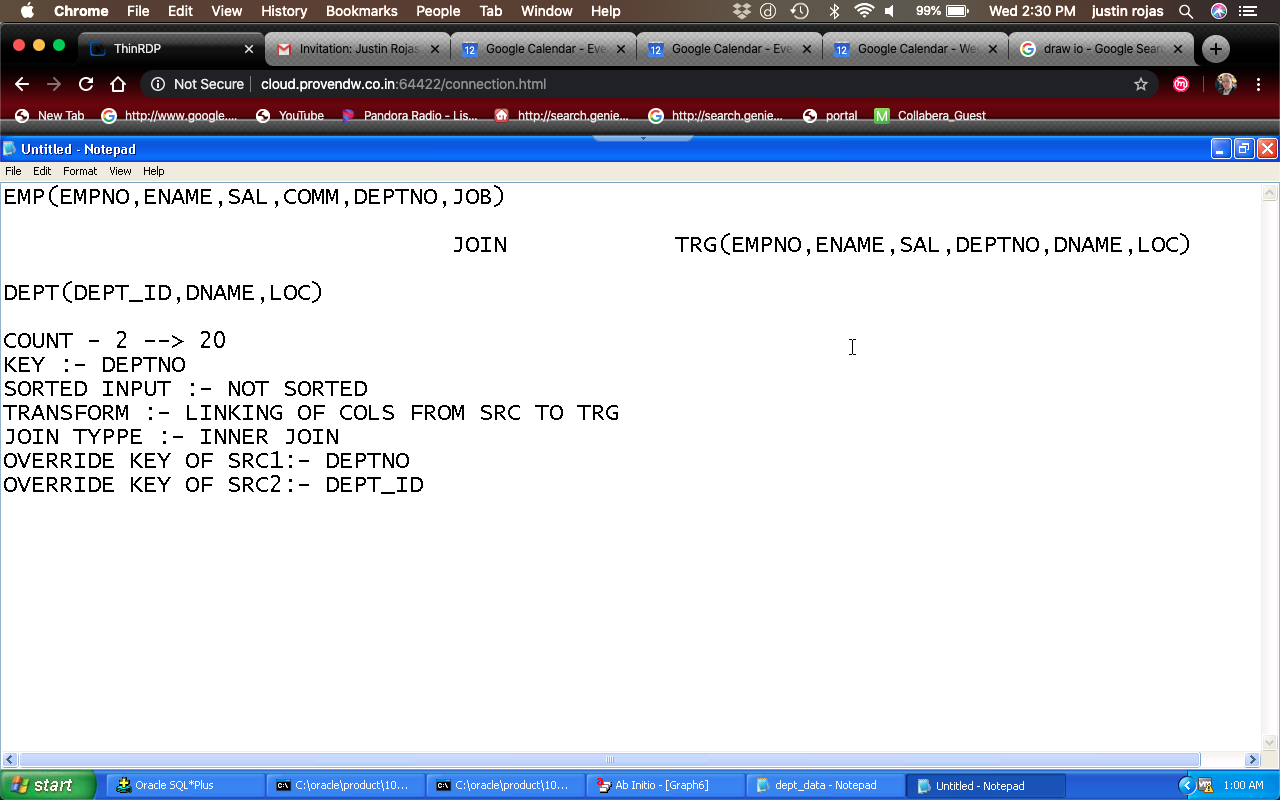 Chrome File Edit View History Bookmarks People Tab Window Help 99% Wed 2:30 PM justin rojas
ThinRDP Invitation: Justin Rojas Google Calendar - Eve Google Calendar - Eve Google Calendar - We draw io - Google Sear
Not Secure cloud.provendw.co.in:64422/connection.html
New Tab http://www.google.... YouTube Pandora Radio - Lis... http://search.genie... http://search.genie... portal Collabera_Guest
Untitled - Notepad
File Edit Format View Help
EMP(EMPNO,ENAME,SAL,COMM,DEPTNO,JOB)
JOIN TRG(EMPNO,ENAME,SAL,DEPTNO,DNAME,LOC)
DEPT(DEPT_ID,DNAME,LOC)
COUNT - 2 --> 20
KEY :- DEPTNO
SORTED INPUT :- NOT SORTED
TRANSFORM :- LINKING OF COLS FROM SRC TO TRG
JOIN TYPPE :- INNER JOIN
OVERRIDE KEY OF SRC1:- DEPTNO
OVERRIDE KEY OF SRC2:- DEPT_ID
start Oracle SQL*Plus C:\oracle\product\10... C:\oracle\product\10... Ab Initio - [Graph6] dept_data - Notepad Untitled - Notepad 1:00 AM